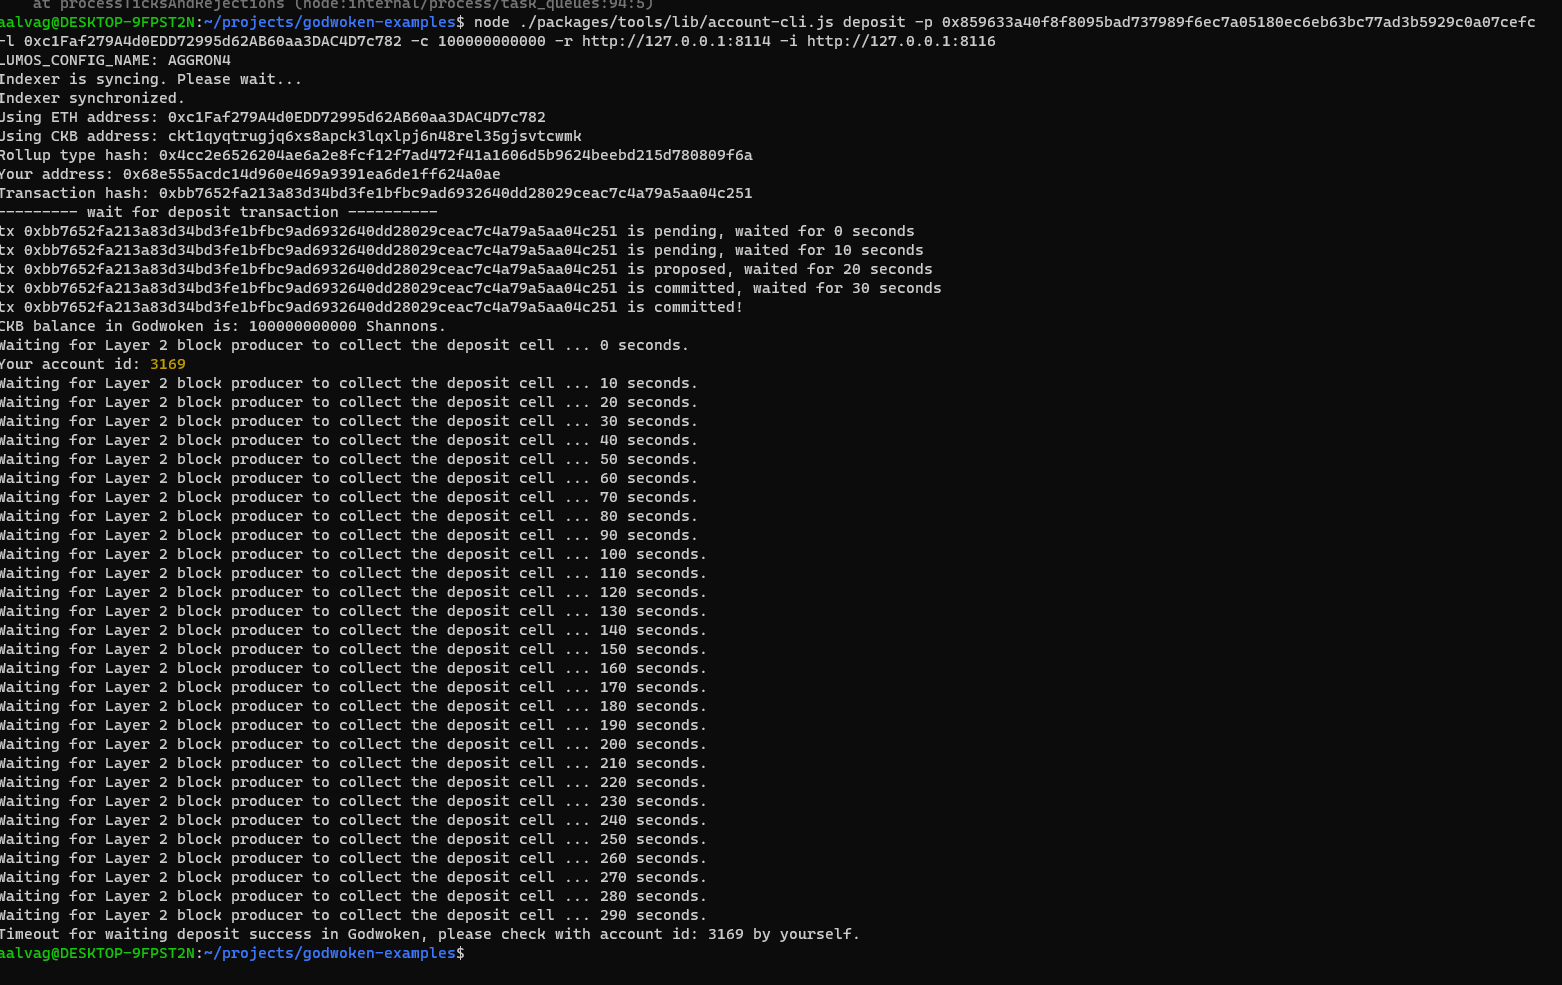 at processTicksAndRejections (node:internal/process/task_queues:94:5)
aalvag@DESKTOP-9FPST2N:~/projects/godwoken-examples$ node ./packages/tools/lib/account-cli.js deposit -p 0x859633a40f8f8095bad737989f6ec7a05180ec6eb63bc77ad3b5929c0a07cefc
-l 0xc1Faf279A4d0EDD72995d62AB60aa3DAC4D7c782 -c 100000000000 -r http://127.0.0.1:8114 -i http://127.0.0.1:8116
LUMOS_CONFIG_NAME: AGGRON4
Indexer is syncing. Please wait...
Indexer synchronized.
Using ETH address: 0xc1Faf279A4d0EDD72995d62AB60aa3DAC4D7c782
Using CKB address: ckt1qyqtrugjq6xs8apck3lqxlpj6n48rel35gjsvtcwmk
Rollup type hash: 0x4cc2e6526204ae6a2e8fcf12f7ad472f41a1606d5b9624beebd215d780809f6a
Your address: 0x68e555acdc14d960e469a9391ea6de1ff624a0ae
Transaction hash: 0xbb7652fa213a83d34bd3fe1bfbc9ad6932640dd28029ceac7c4a79a5aa04c251
--------- wait for deposit transaction ----------
tx 0xbb7652fa213a83d34bd3fe1bfbc9ad6932640dd28029ceac7c4a79a5aa04c251 is pending, waited for 0 seconds
tx 0xbb7652fa213a83d34bd3fe1bfbc9ad6932640dd28029ceac7c4a79a5aa04c251 is pending, waited for 10 seconds
tx 0xbb7652fa213a83d34bd3fe1bfbc9ad6932640dd28029ceac7c4a79a5aa04c251 is proposed, waited for 20 seconds
tx 0xbb7652fa213a83d34bd3fe1bfbc9ad6932640dd28029ceac7c4a79a5aa04c251 is committed, waited for 30 seconds
tx 0xbb7652fa213a83d34bd3fe1bfbc9ad6932640dd28029ceac7c4a79a5aa04c251 is committed!
CKB balance in Godwoken is: 100000000000 Shannons.
Waiting for Layer 2 block producer to collect the deposit cell ... 0 seconds.
Your account id: 3169
Waiting for Layer 2 block producer to collect the deposit cell ... 10 seconds.
Waiting for Layer 2 block producer to collect the deposit cell ... 20 seconds.
Waiting for Layer 2 block producer to collect the deposit cell ... 30 seconds.
Waiting for Layer 2 block producer to collect the deposit cell ... 40 seconds.
Waiting for Layer 2 block producer to collect the deposit cell ... 50 seconds.
Waiting for Layer 2 block producer to collect the deposit cell ... 60 seconds.
Waiting for Layer 2 block producer to collect the deposit cell ... 70 seconds.
Waiting for Layer 2 block producer to collect the deposit cell ... 80 seconds.
Waiting for Layer 2 block producer to collect the deposit cell ... 90 seconds.
Waiting for Layer 2 block producer to collect the deposit cell ... 100 seconds.
Waiting for Layer 2 block producer to collect the deposit cell ... 110 seconds.
Waiting for Layer 2 block producer to collect the deposit cell ... 120 seconds.
Waiting for Layer 2 block producer to collect the deposit cell ... 130 seconds.
Waiting for Layer 2 block producer to collect the deposit cell ... 140 seconds.
Waiting for Layer 2 block producer to collect the deposit cell ... 150 seconds.
Waiting for Layer 2 block producer to collect the deposit cell ... 160 seconds.
Waiting for Layer 2 block producer to collect the deposit cell ... 170 seconds.
Waiting for Layer 2 block producer to collect the deposit cell ... 180 seconds.
Waiting for Layer 2 block producer to collect the deposit cell ... 190 seconds.
Waiting for Layer 2 block producer to collect the deposit cell ... 200 seconds.
Waiting for Layer 2 block producer to collect the deposit cell ... 210 seconds.
Waiting for Layer 2 block producer to collect the deposit cell ... 220 seconds.
Waiting for Layer 2 block producer to collect the deposit cell ... 230 seconds.
Waiting for Layer 2 block producer to collect the deposit cell ... 240 seconds.
Waiting for Layer 2 block producer to collect the deposit cell ... 250 seconds.
Waiting for Layer 2 block producer to collect the deposit cell ... 260 seconds.
Waiting for Layer 2 block producer to collect the deposit cell ... 270 seconds.
Waiting for Layer 2 block producer to collect the deposit cell ... 280 seconds.
Waiting for Layer 2 block producer to collect the deposit cell ... 290 seconds.
Timeout for waiting deposit success in Godwoken, please check with account id: 3169 by yourself.
aalvag@DESKTOP-9FPST2N:~/projects/godwoken-examples$